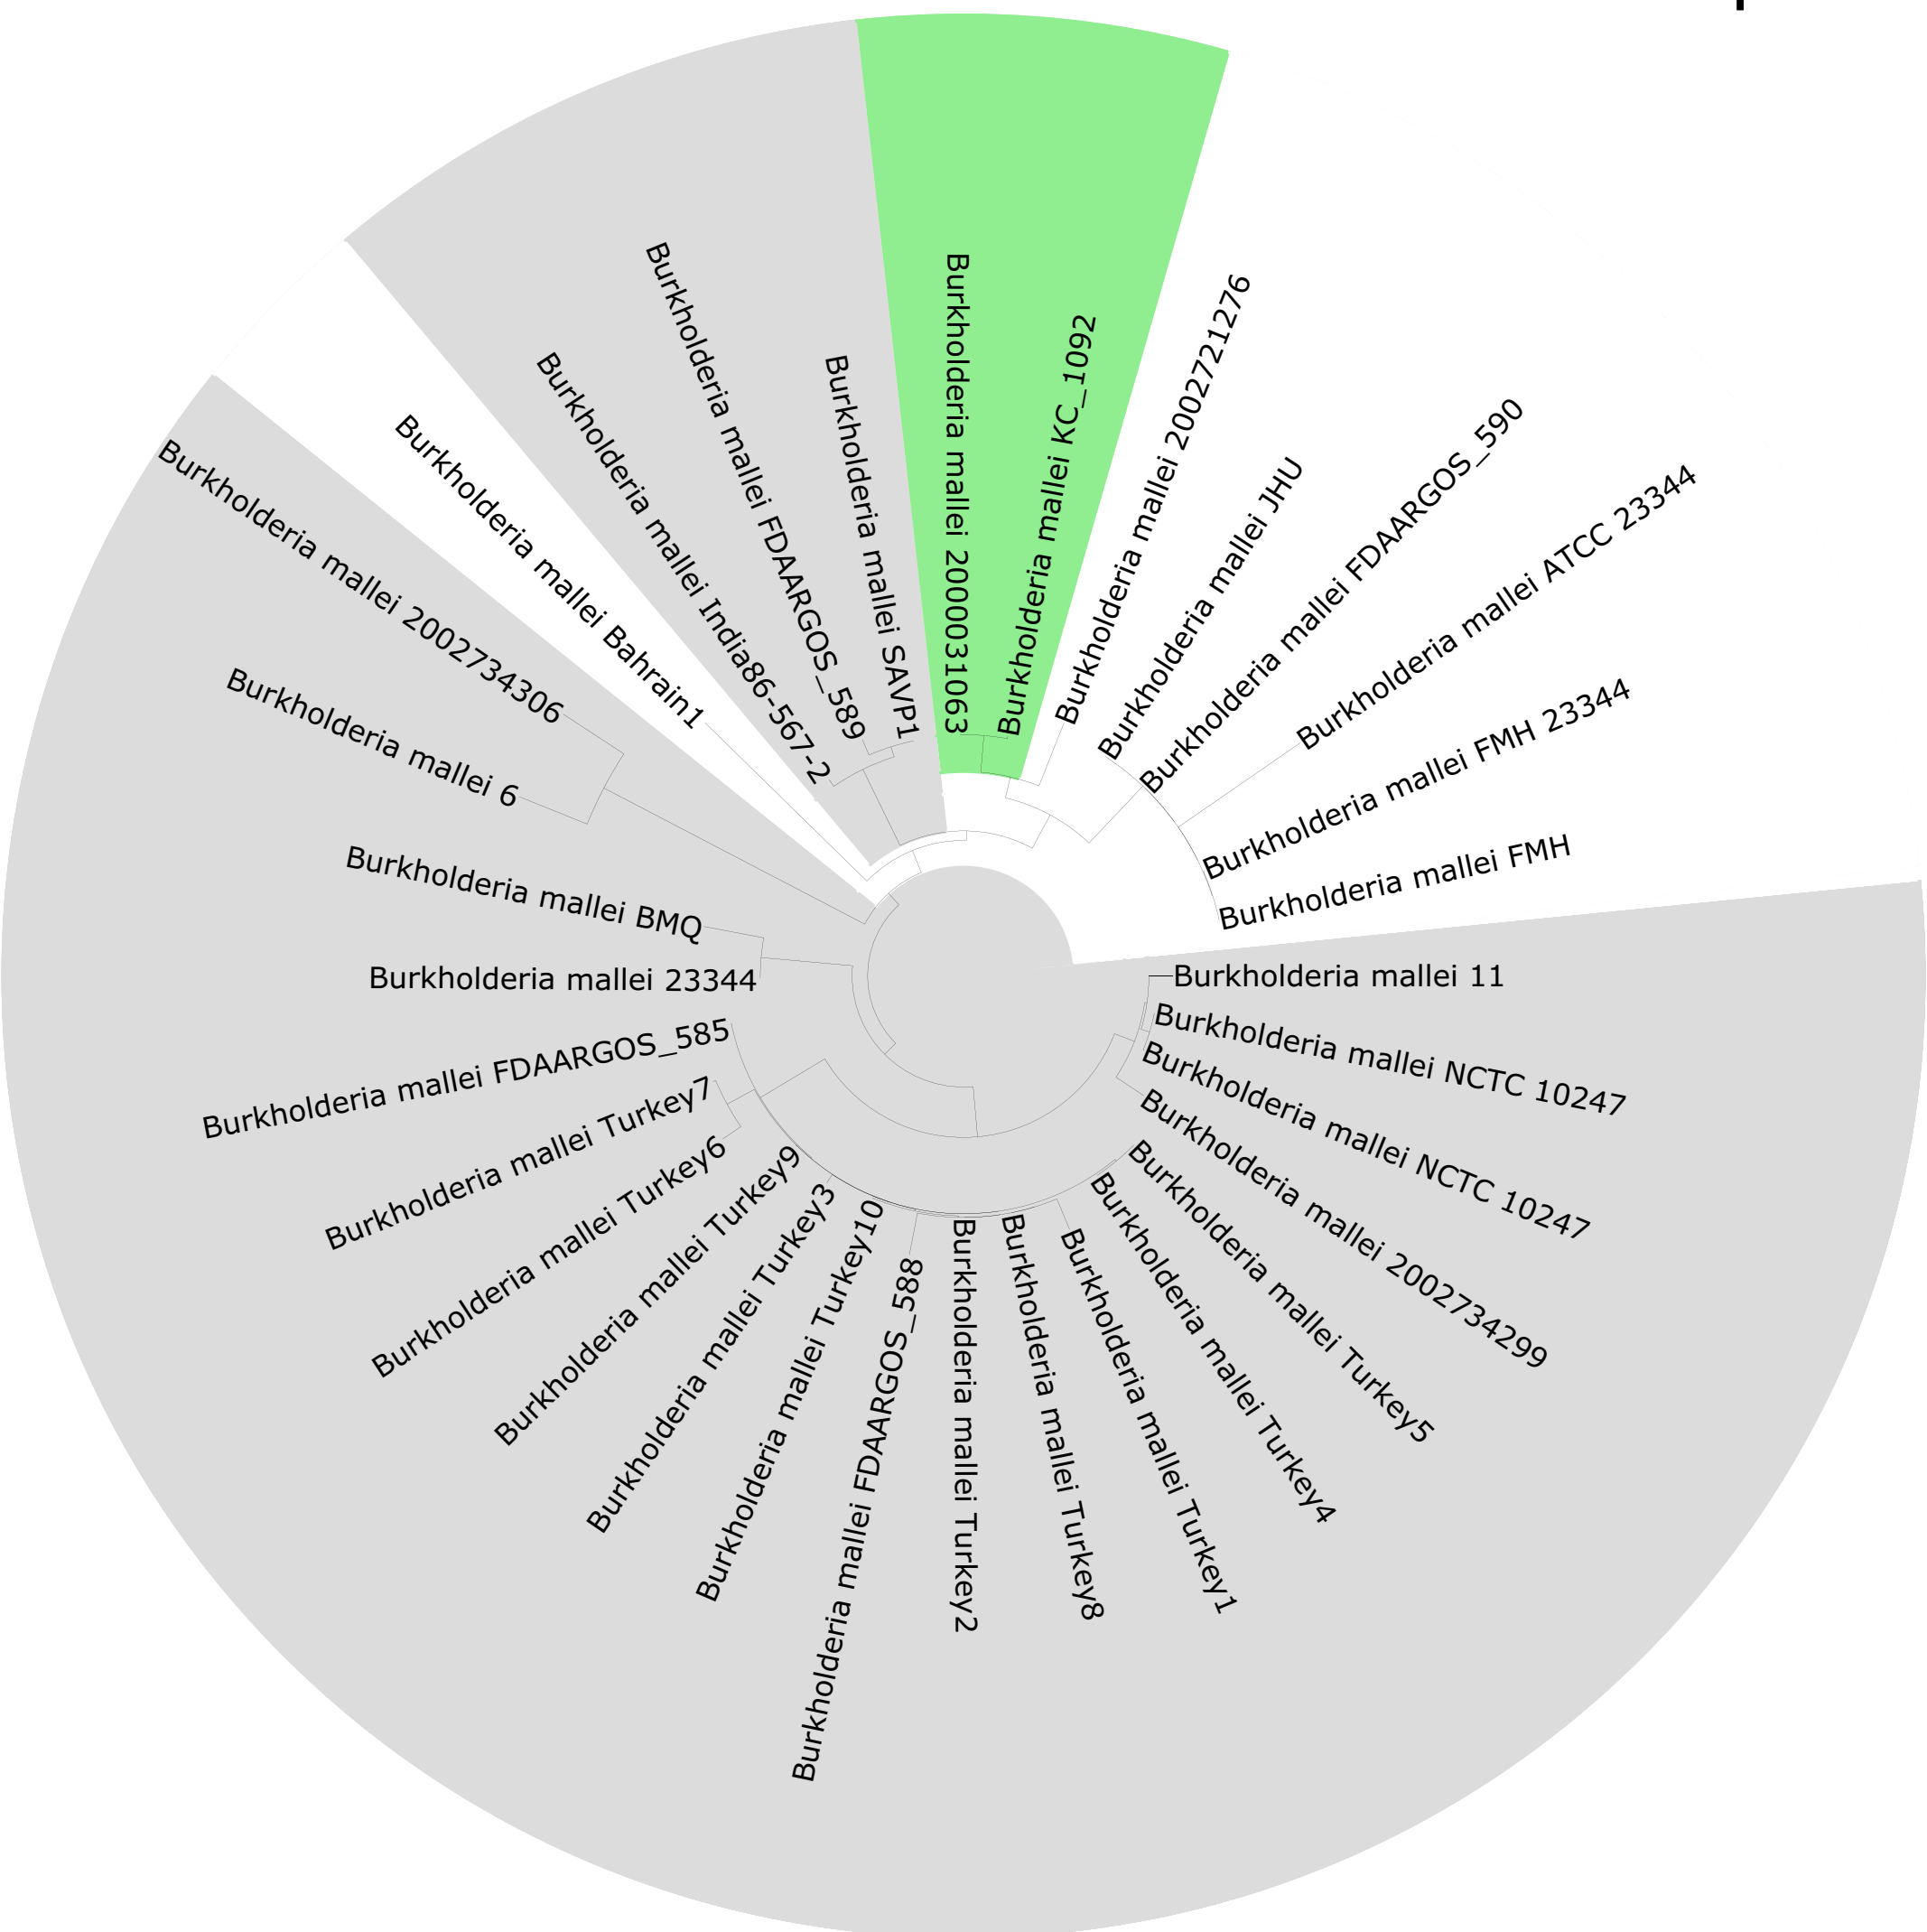 Burkholderia mallei 2000031063
Burkholderia mallei KC_1092
Burkholderia mallei 2002721276
Burkholderia mallei JHU
Burkholderia mallei FDAARGOS_590
Burkholderia mallei ATCC 23344
Burkholderia mallei FMH 23344
Burkholderia mallei FMH
Burkholderia mallei 11
Burkholderia mallei NCTC 10247
Burkholderia mallei NCTC 10247
Burkholderia mallei 2002734299
Burkholderia mallei Turkey5
Burkholderia mallei Turkey4
Burkholderia mallei Turkey1
Burkholderia mallei Turkey8
Burkholderia mallei Turkey2
Burkholderia mallei FDAARGOS_588
Burkholderia mallei Turkey10
Burkholderia mallei Turkey3
Burkholderia mallei Turkey9
Burkholderia mallei Turkey6
Burkholderia mallei Turkey7
Burkholderia mallei FDAARGOS_585
Burkholderia mallei 23344
Burkholderia mallei BMQ
Burkholderia mallei 6
Burkholderia mallei 2002734306
Burkholderia mallei Bahrain1
Burkholderia mallei India86-567-2
Burkholderia mallei FDAARGOS_589
Burkholderia mallei SAVP1